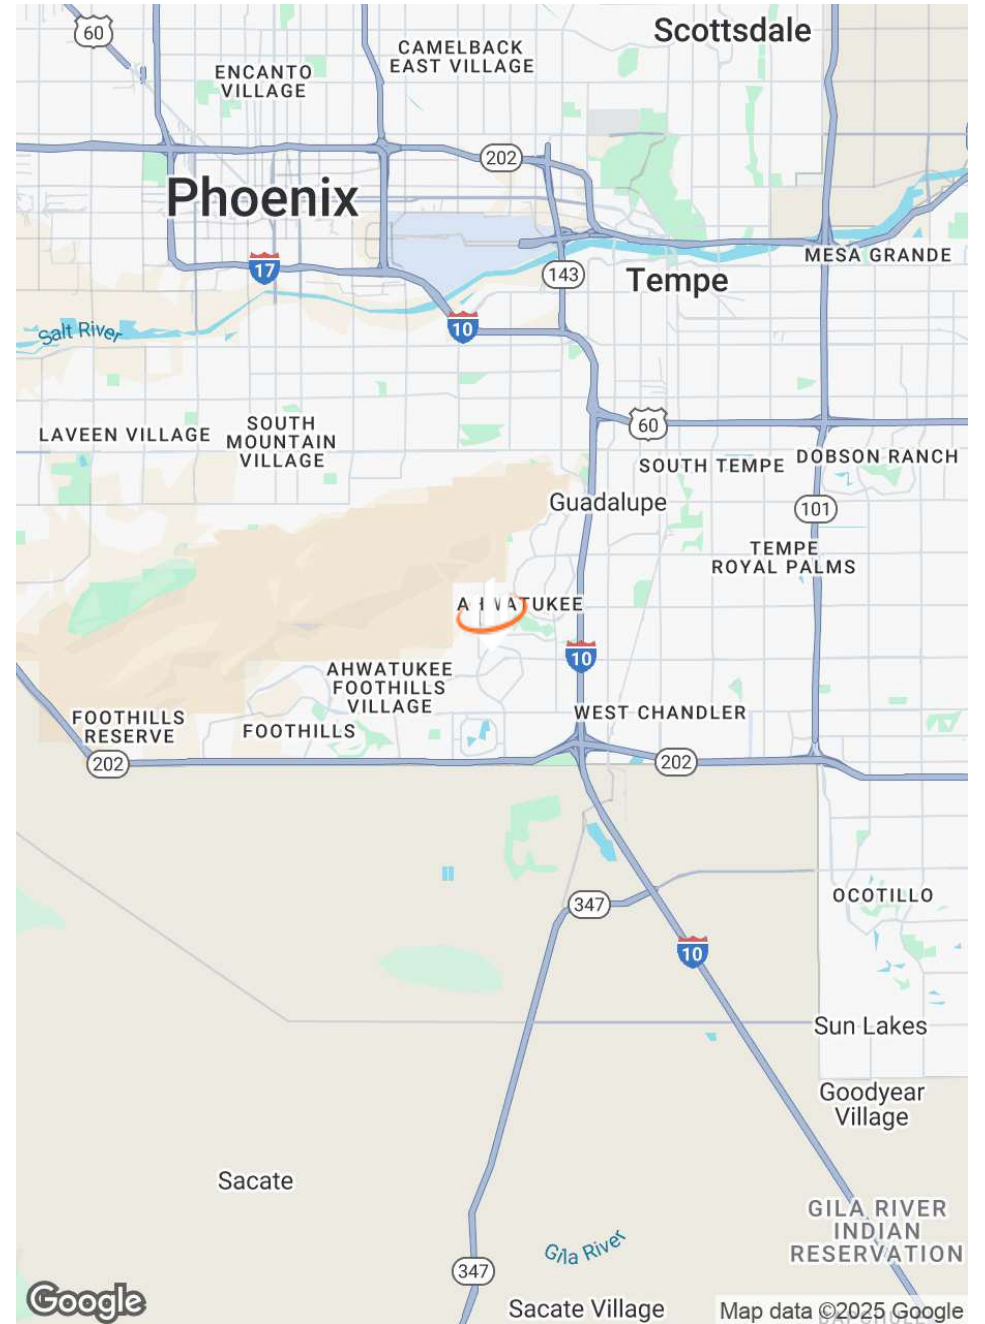 60
Scottsdale
CAMELBACK
EAST VILLAGE
ENCANTO
VILLAGE
202
Phoenix
MESA GRANDE
17
143
Tempe
10
Salt River
60
SOUTH
MOUNTAIN
VILLAGE
LAVEEN VILLAGE
SOUTH TEMPE
DOBSON RANCH
Guadalupe
101
TEMPE
ROYAL PALMS
AHWATUKEE
10
AHWATUKEE
FOOTHILLS
VILLAGE
FOOTHILLS
RESERVE
FOOTHILLS
WEST CHANDLER
202
202
OCOTILLO
347
10
Sun Lakes
Goodyear
Village
Sacate
GILA RIVER
INDIAN
RESERVATION
Gila River
347
Google
Sacate Village
Map data ©2025 Google